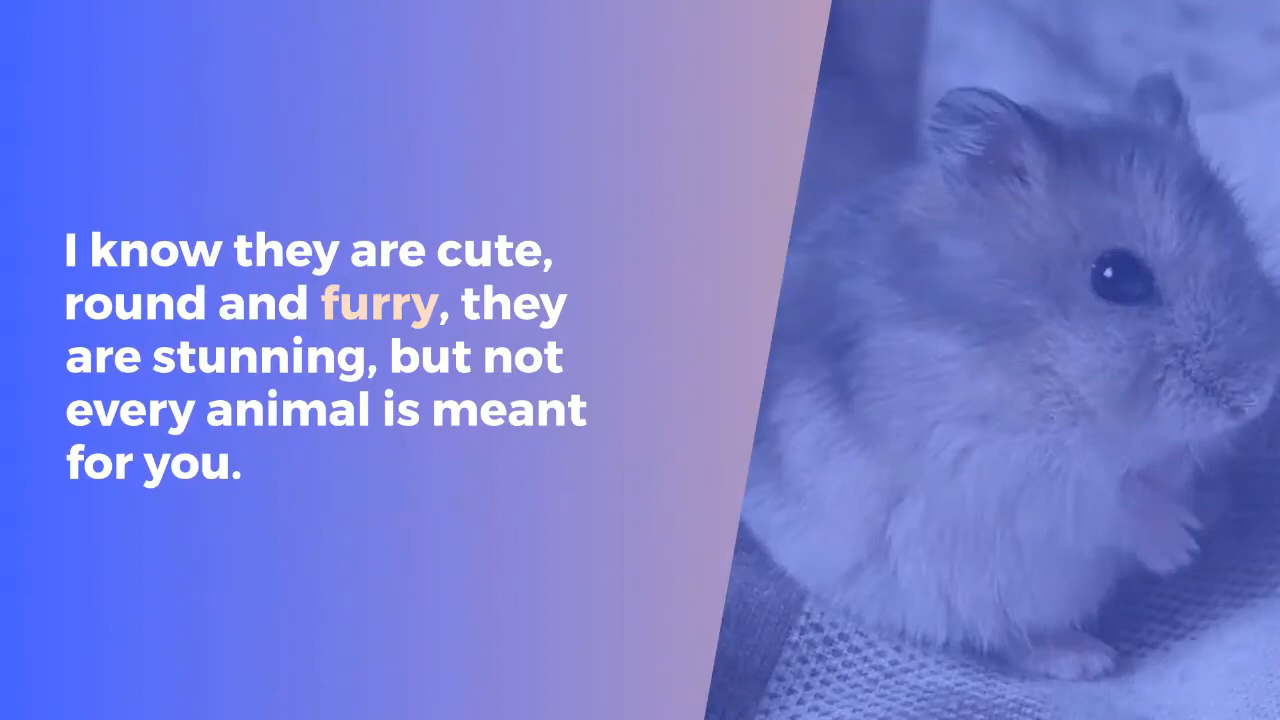 I know they are cute,
round and furry, they
are stunning, but not
every animal is meant
for you.